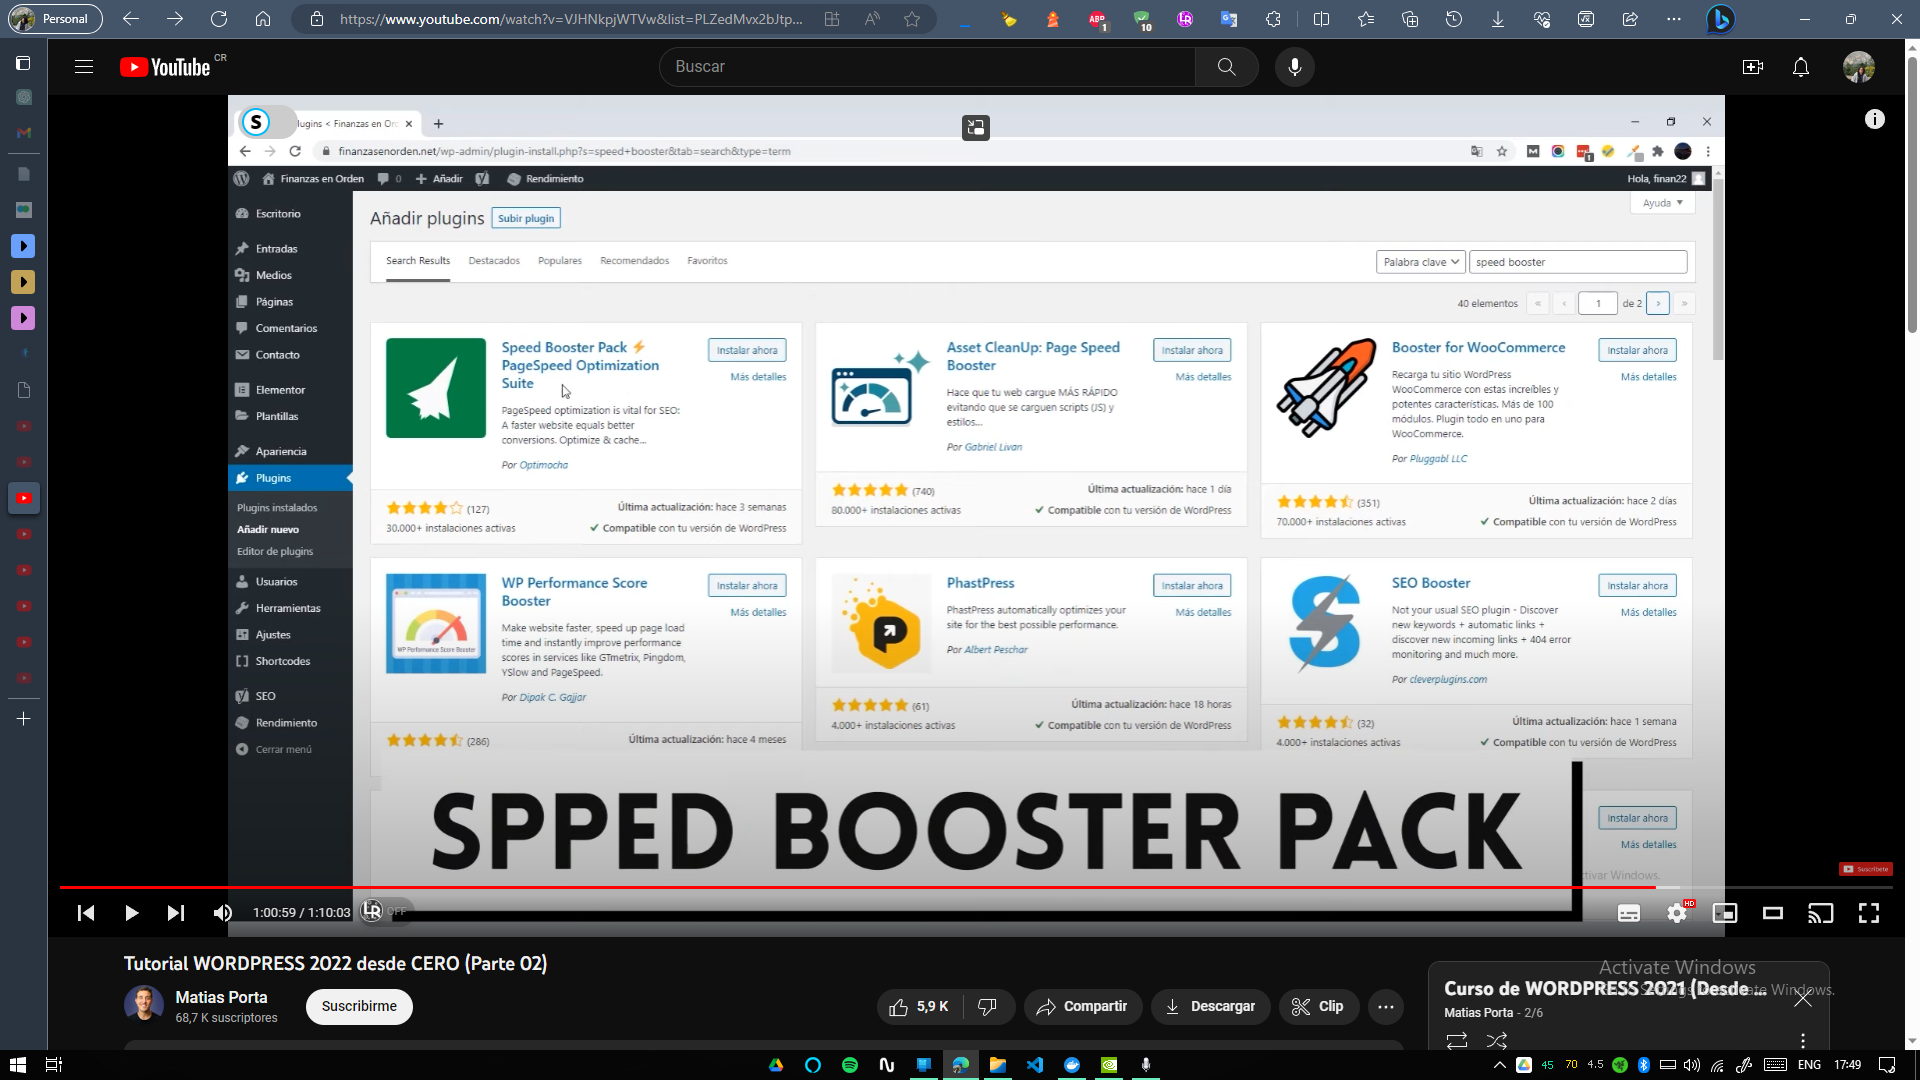 Personal
https://www.youtube.com/watch?v=VJHNkpjWTVw&list=PLZedMvx2bJtp...
ABP
1
10
YouTube CR
Buscar
S
lugins < Finanzas en Or
finanzasenorden.net/wp-admin/plugin-install.php?s=speed+booster&tab=search&type=term
Finanzas en Orden
0
Añadir
Rendimiento
Hola, finan22
Escritorio
Entradas
Medios
Páginas
Comentarios
Contacto
Elementor
Plantillas
Apariencia
Plugins
Plugins instalados
Añadir nuevo
Editor de plugins
Usuarios
Herramientas
Ajustes
Shortcodes
SEO
Rendimiento
Cerrar menú
Añadir plugins
Subir plugin
Ayuda
Search Results
Destacados
Populares
Recomendados
Favoritos
Palabra clave
speed booster
40 elementos
«
‹
1
de 2
›
»
Speed Booster Pack ⚡
PageSpeed Optimization
Suite
Instalar ahora
Más detalles
PageSpeed optimization is vital for SEO:
A faster website equals better
conversions. Optimize & cache...
Por Optimocha
(127)
30.000+ instalaciones activas
Última actualización: hace 3 semanas
✓ Compatible con tu versión de WordPress
Asset CleanUp: Page Speed
Booster
Instalar ahora
Más detalles
Hace que tu web cargue MÁS RÁPIDO
evitando que se carguen scripts (JS) y
estilos...
Por Gabriel Livan
(740)
80.000+ instalaciones activas
Última actualización: hace 1 día
✓ Compatible con tu versión de WordPress
Booster for WooCommerce
Instalar ahora
Más detalles
Recarga tu sitio WordPress
WooCommerce con estas increíbles y
potentes características. Más de 100
módulos. Plugin todo en uno para
WooCommerce.
Por Pluggabl LLC
(351)
70.000+ instalaciones activas
Última actualización: hace 2 días
✓ Compatible con tu versión de WordPress
WP Performance Score Booster
WP Performance Score
Booster
Instalar ahora
Más detalles
Make website faster, speed up page load
time and instantly improve performance
scores in services like GTmetrix, Pingdom,
YSlow and PageSpeed.
Por Dipak C. Gajjar
(286)
Última actualización: hace 4 meses
PhastPress
Instalar ahora
Más detalles
PhastPress automatically optimizes your
site for the best possible performance.
Por Albert Peschar
(61)
4.000+ instalaciones activas
Última actualización: hace 18 horas
✓ Compatible con tu versión de WordPress
SEO Booster
Instalar ahora
Más detalles
Not your usual SEO plugin - Discover
new keywords + automatic links +
discover new incoming links + 404 error
monitoring and much more.
Por cleverplugins.com
(32)
4.000+ instalaciones activas
Última actualización: hace 1 semana
✓ Compatible con tu versión de WordPress
Instalar ahora
Más detalles
SPPED BOOSTER PACK
tivar Windows.
Suscríbete
1:00:59 / 1:10:03
LR OFF
HD
Tutorial WORDPRESS 2022 desde CERO (Parte 02)
Matias Porta
68,7 K suscriptores
Suscribirme
5,9 K
Compartir
Descargar
Clip
Activate Windows
Curso de WORDPRESS 2021 (Desde ...
Matias Porta - 2/6
45
70
4.5
ENG
17:49